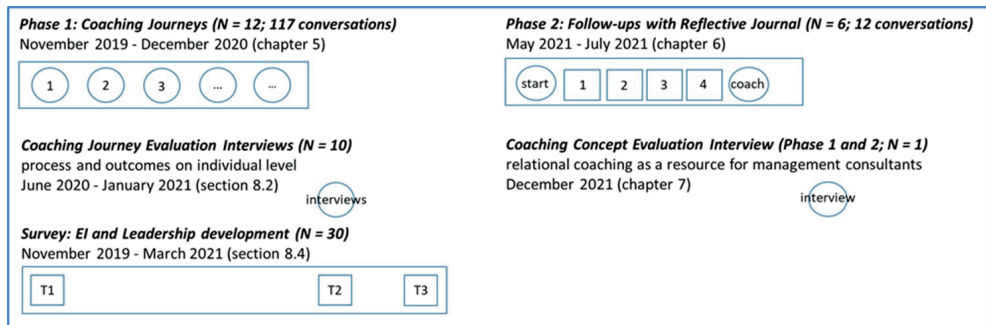 Phase 1: Coaching Journeys (N = 12; 117 conversations)
November 2019 - December 2020 (chapter 5)
1 2 3 ... ...
Phase 2: Follow-ups with Reflective Journal (N = 6; 12 conversations)
May 2021 - July 2021 (chapter 6)
start 1 2 3 4 coach
Coaching Journey Evaluation Interviews (N = 10)
process and outcomes on individual level
June 2020 - January 2021 (section 8.2)
interviews
Coaching Concept Evaluation Interview (Phase 1 and 2; N = 1)
relational coaching as a resource for management consultants
December 2021 (chapter 7)
interview
Survey: EI and Leadership development (N = 30)
November 2019 - March 2021 (section 8.4)
T1 T2 T3